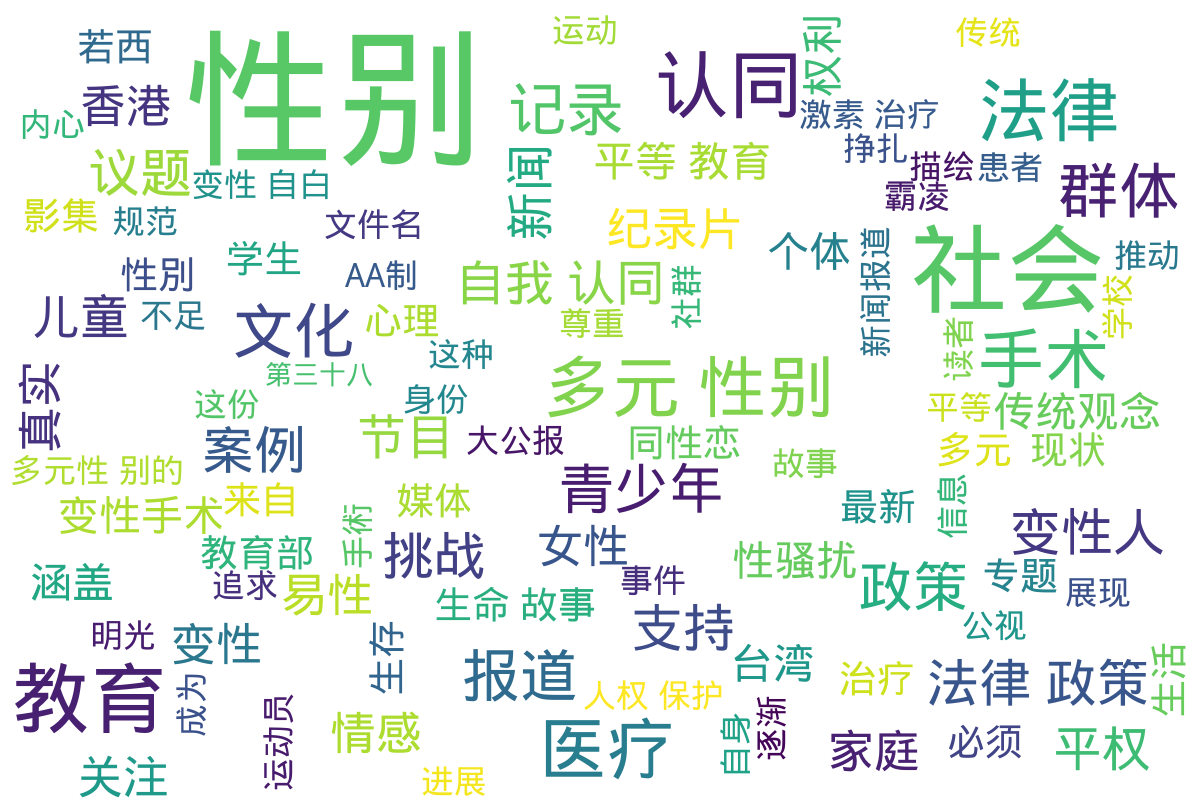 性别
社会
若西
香港
内心
议题
变性 自白
影集
规范
文件名
学生
性别
AA制
儿童
不足
文化
心理
第三十八
这种
真实
这份
身份
案例
节目
大公报
多元性 别的
变性手术
来自
媒体
手術
教育部
追求
挑战
涵盖
易性
明光
变性
生存
生命 故事
教育
成为
运动员
情感
报道
关注
进展
运动
记录
认同
权利
传统
激素 治疗
法律
新闻
平等 教育
挣扎
描绘
患者
霸凌
群体
纪录片
个体
新闻报道
推动
自我 认同
社群
尊重
学校
读者
手术
多元 性别
平等
传统观念
同性恋
多元
现状
故事
青少年
最新
信息
变性人
女性
性骚扰
事件
政策
专题
展现
支持
公视
台湾
治疗
法律 政策
生活
人权 保护
医疗
自身
逐渐
家庭
必须
平权